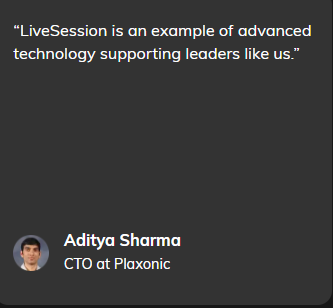 “LiveSession is an example of advanced
technology supporting leaders like us.”
Aditya Sharma
CTO at Plaxonic